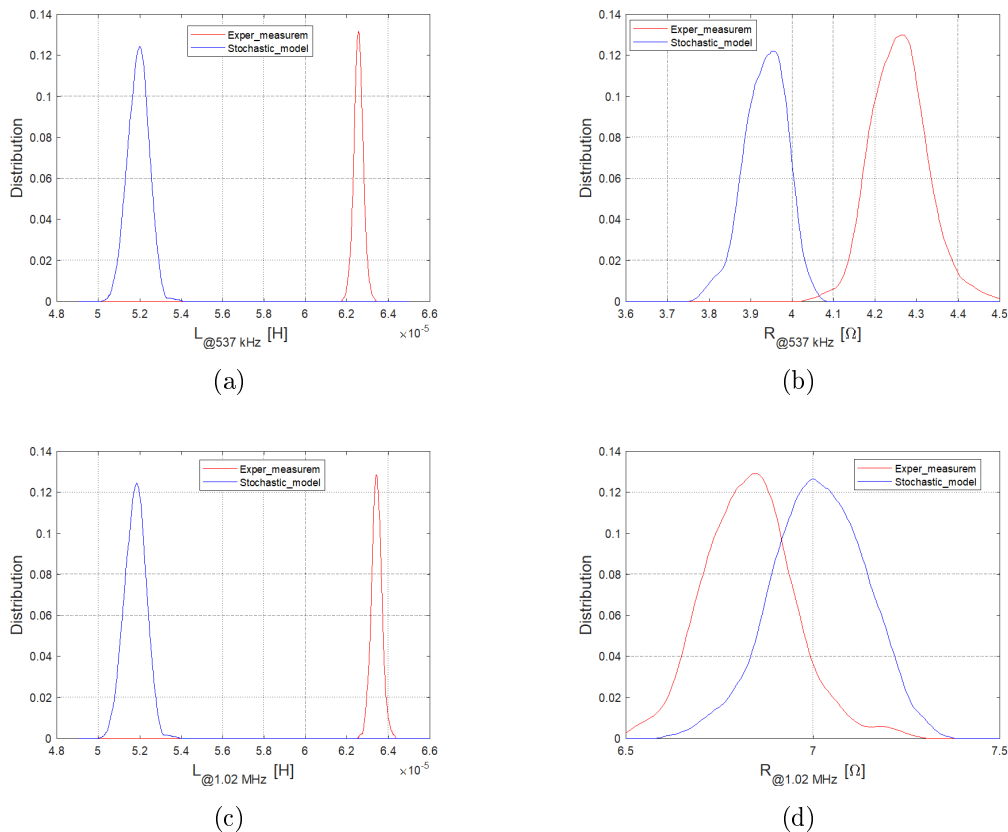 0.14
0.12
0.1
0.08
0.06
0.04
0.02
0
Distribution
Exper_measurem
Stochastic_model
4.8 5 5.2 5.4 5.6 5.8 6 6.2 6.4 6.6
L@537 kHz [H]
×10-5
(a)
0.14
0.12
0.1
0.08
0.06
0.04
0.02
0
Distribution
Exper_measurem
Stochastic_model
3.6 3.7 3.8 3.9 4 4.1 4.2 4.3 4.4 4.5
R@537 kHz [Ω]
(b)
0.14
0.12
0.1
0.08
0.06
0.04
0.02
0
Distribution
Exper_measurem
Stochastic_model
4.8 5 5.2 5.4 5.6 5.8 6 6.2 6.4 6.6
L@1.02 MHz [H]
×10-5
(c)
0.14
0.12
0.1
0.08
0.06
0.04
0.02
0
Distribution
Exper_measurem
Stochastic_model
6.5 7 7.5
R@1.02 MHz [Ω]
(d)